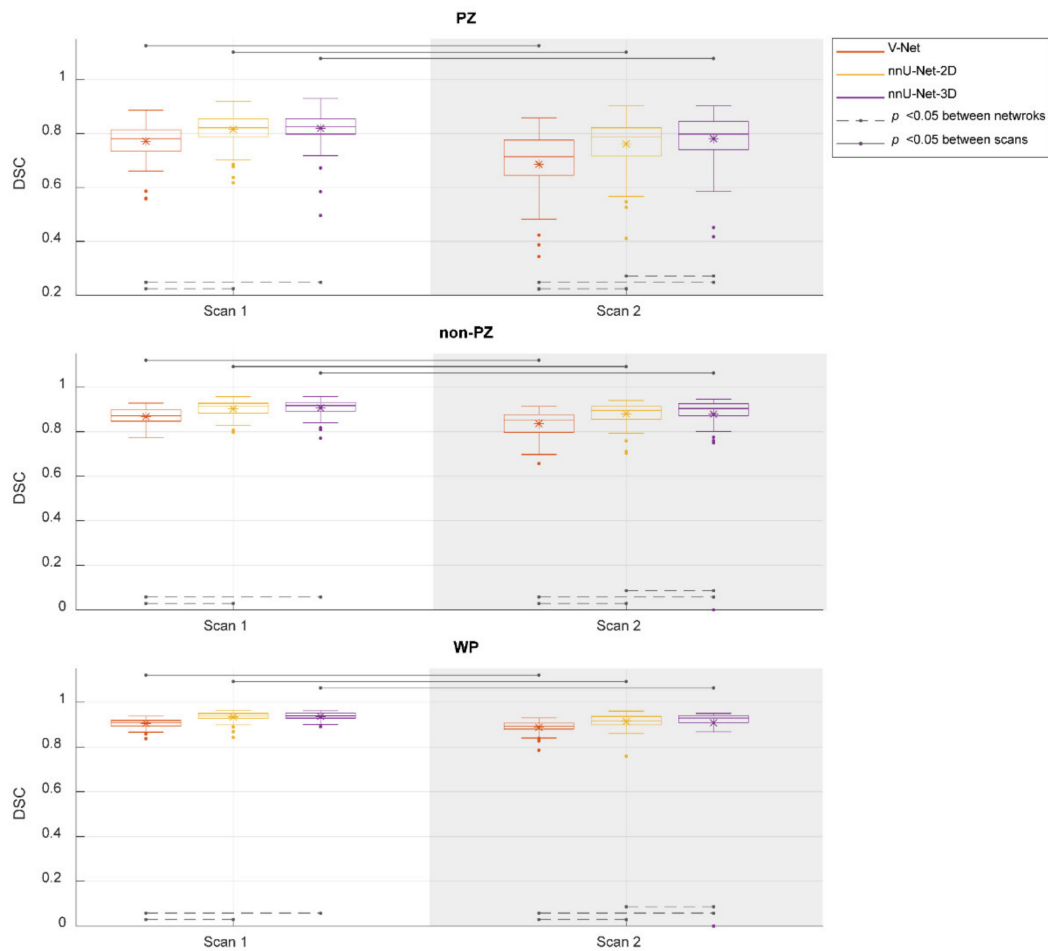 PZ
V-Net
nnU-Net-2D
nnU-Net-3D
p <0.05 between netwroks
p <0.05 between scans
1
0.8
0.6
0.4
0.2
DSC
Scan 1
Scan 2
non-PZ
1
0.8
0.6
0.4
0.2
0
DSC
Scan 1
Scan 2
WP
1
0.8
0.6
0.4
0.2
0
DSC
Scan 1
Scan 2